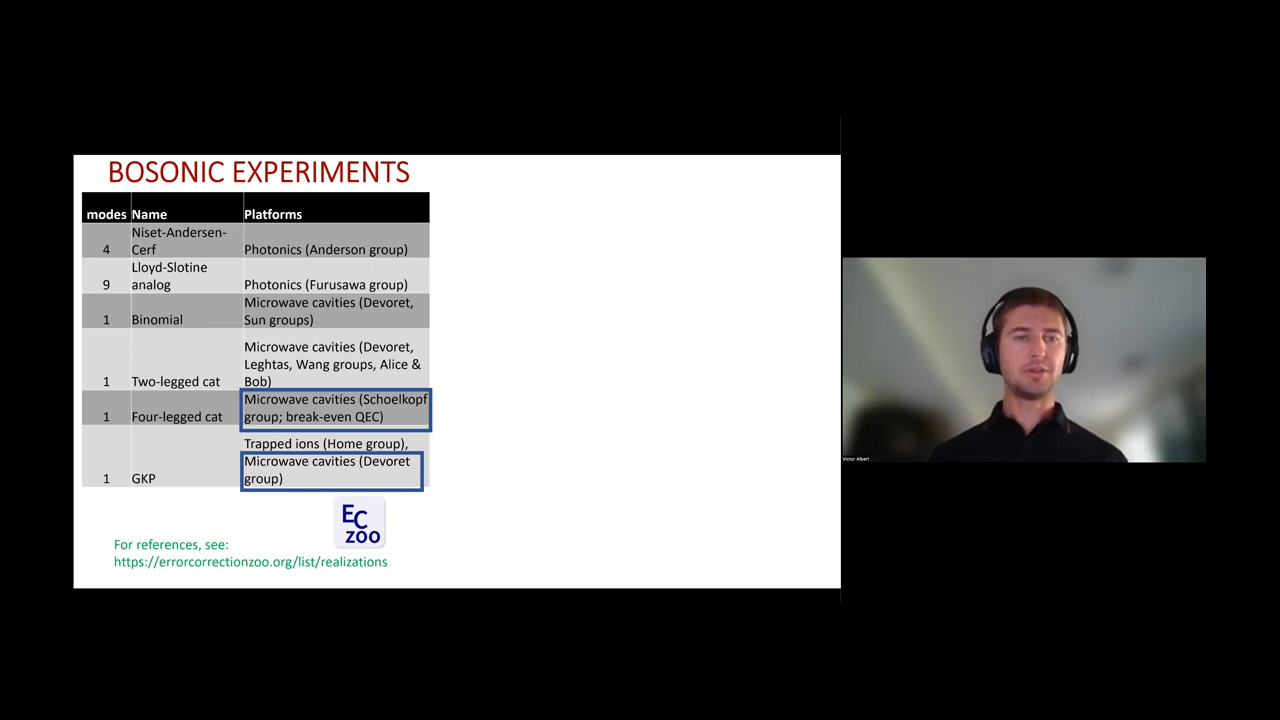 BOSONIC EXPERIMENTS
modes Name Platforms
Niset-Andersen-
4 Cerf Photonics (Anderson group)
Lloyd-Slotine
9 analog Photonics (Furusawa group)
Microwave cavities (Devoret,
1 Binomial Sun groups)
Microwave cavities (Devoret,
Leghtas, Wang groups, Alice &
1 Two-legged cat Bob)
Microwave cavities (Schoelkopf
1 Four-legged cat group; break-even QEC)
Trapped ions (Home group),
Microwave cavities (Devoret
1 GKP group)
EC
zoo
For references, see:
https://errorcorrectionzoo.org/list/realizations
Victor Albert